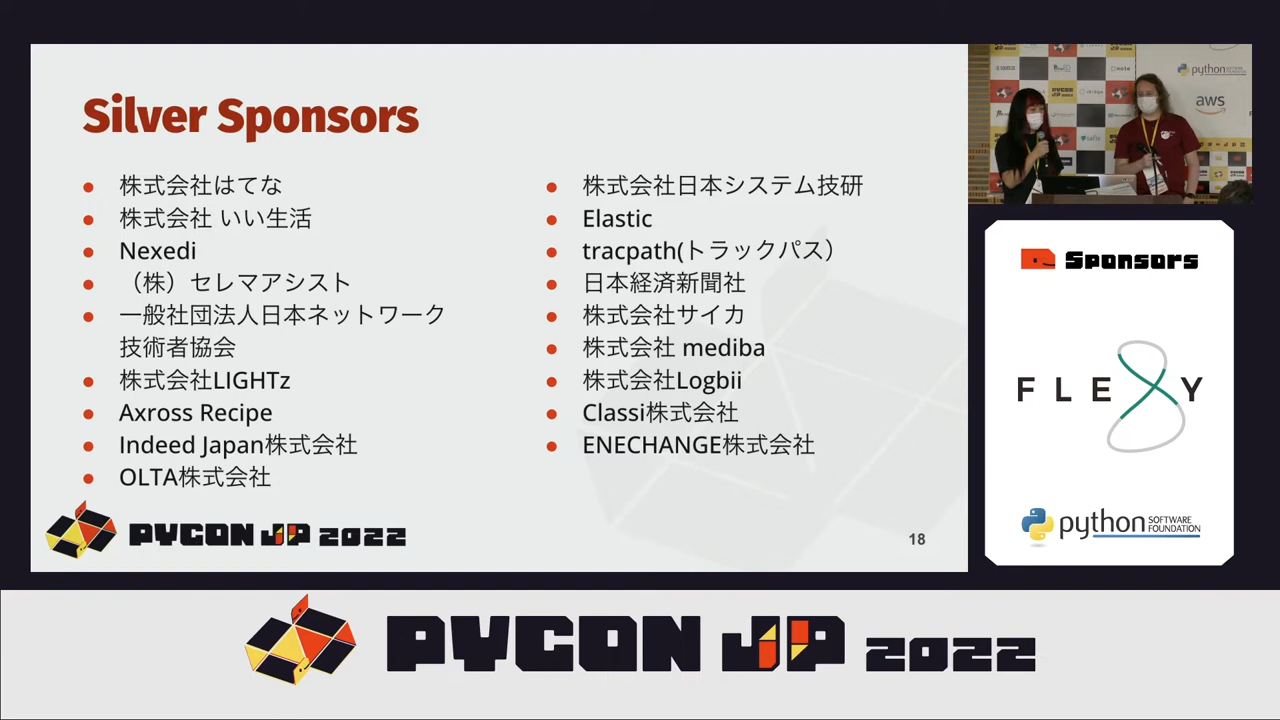 Silver Sponsors
株式会社はてな
株式会社 いい生活
Nexedi
（株）セレマアシスト
一般社団法人日本ネットワーク
技術者協会
株式会社LIGHTz
Axross Recipe
Indeed Japan株式会社
OLTA株式会社
株式会社日本システム技研
Elastic
tracpath(トラックパス）
日本経済新聞社
株式会社サイカ
株式会社 mediba
株式会社Logbii
Classi株式会社
ENECHANGE株式会社
PYCON JP 2022
18
python
aws
Sponsors
FLEXY
python SOFTWARE
FOUNDATION
PYCON JP 2022